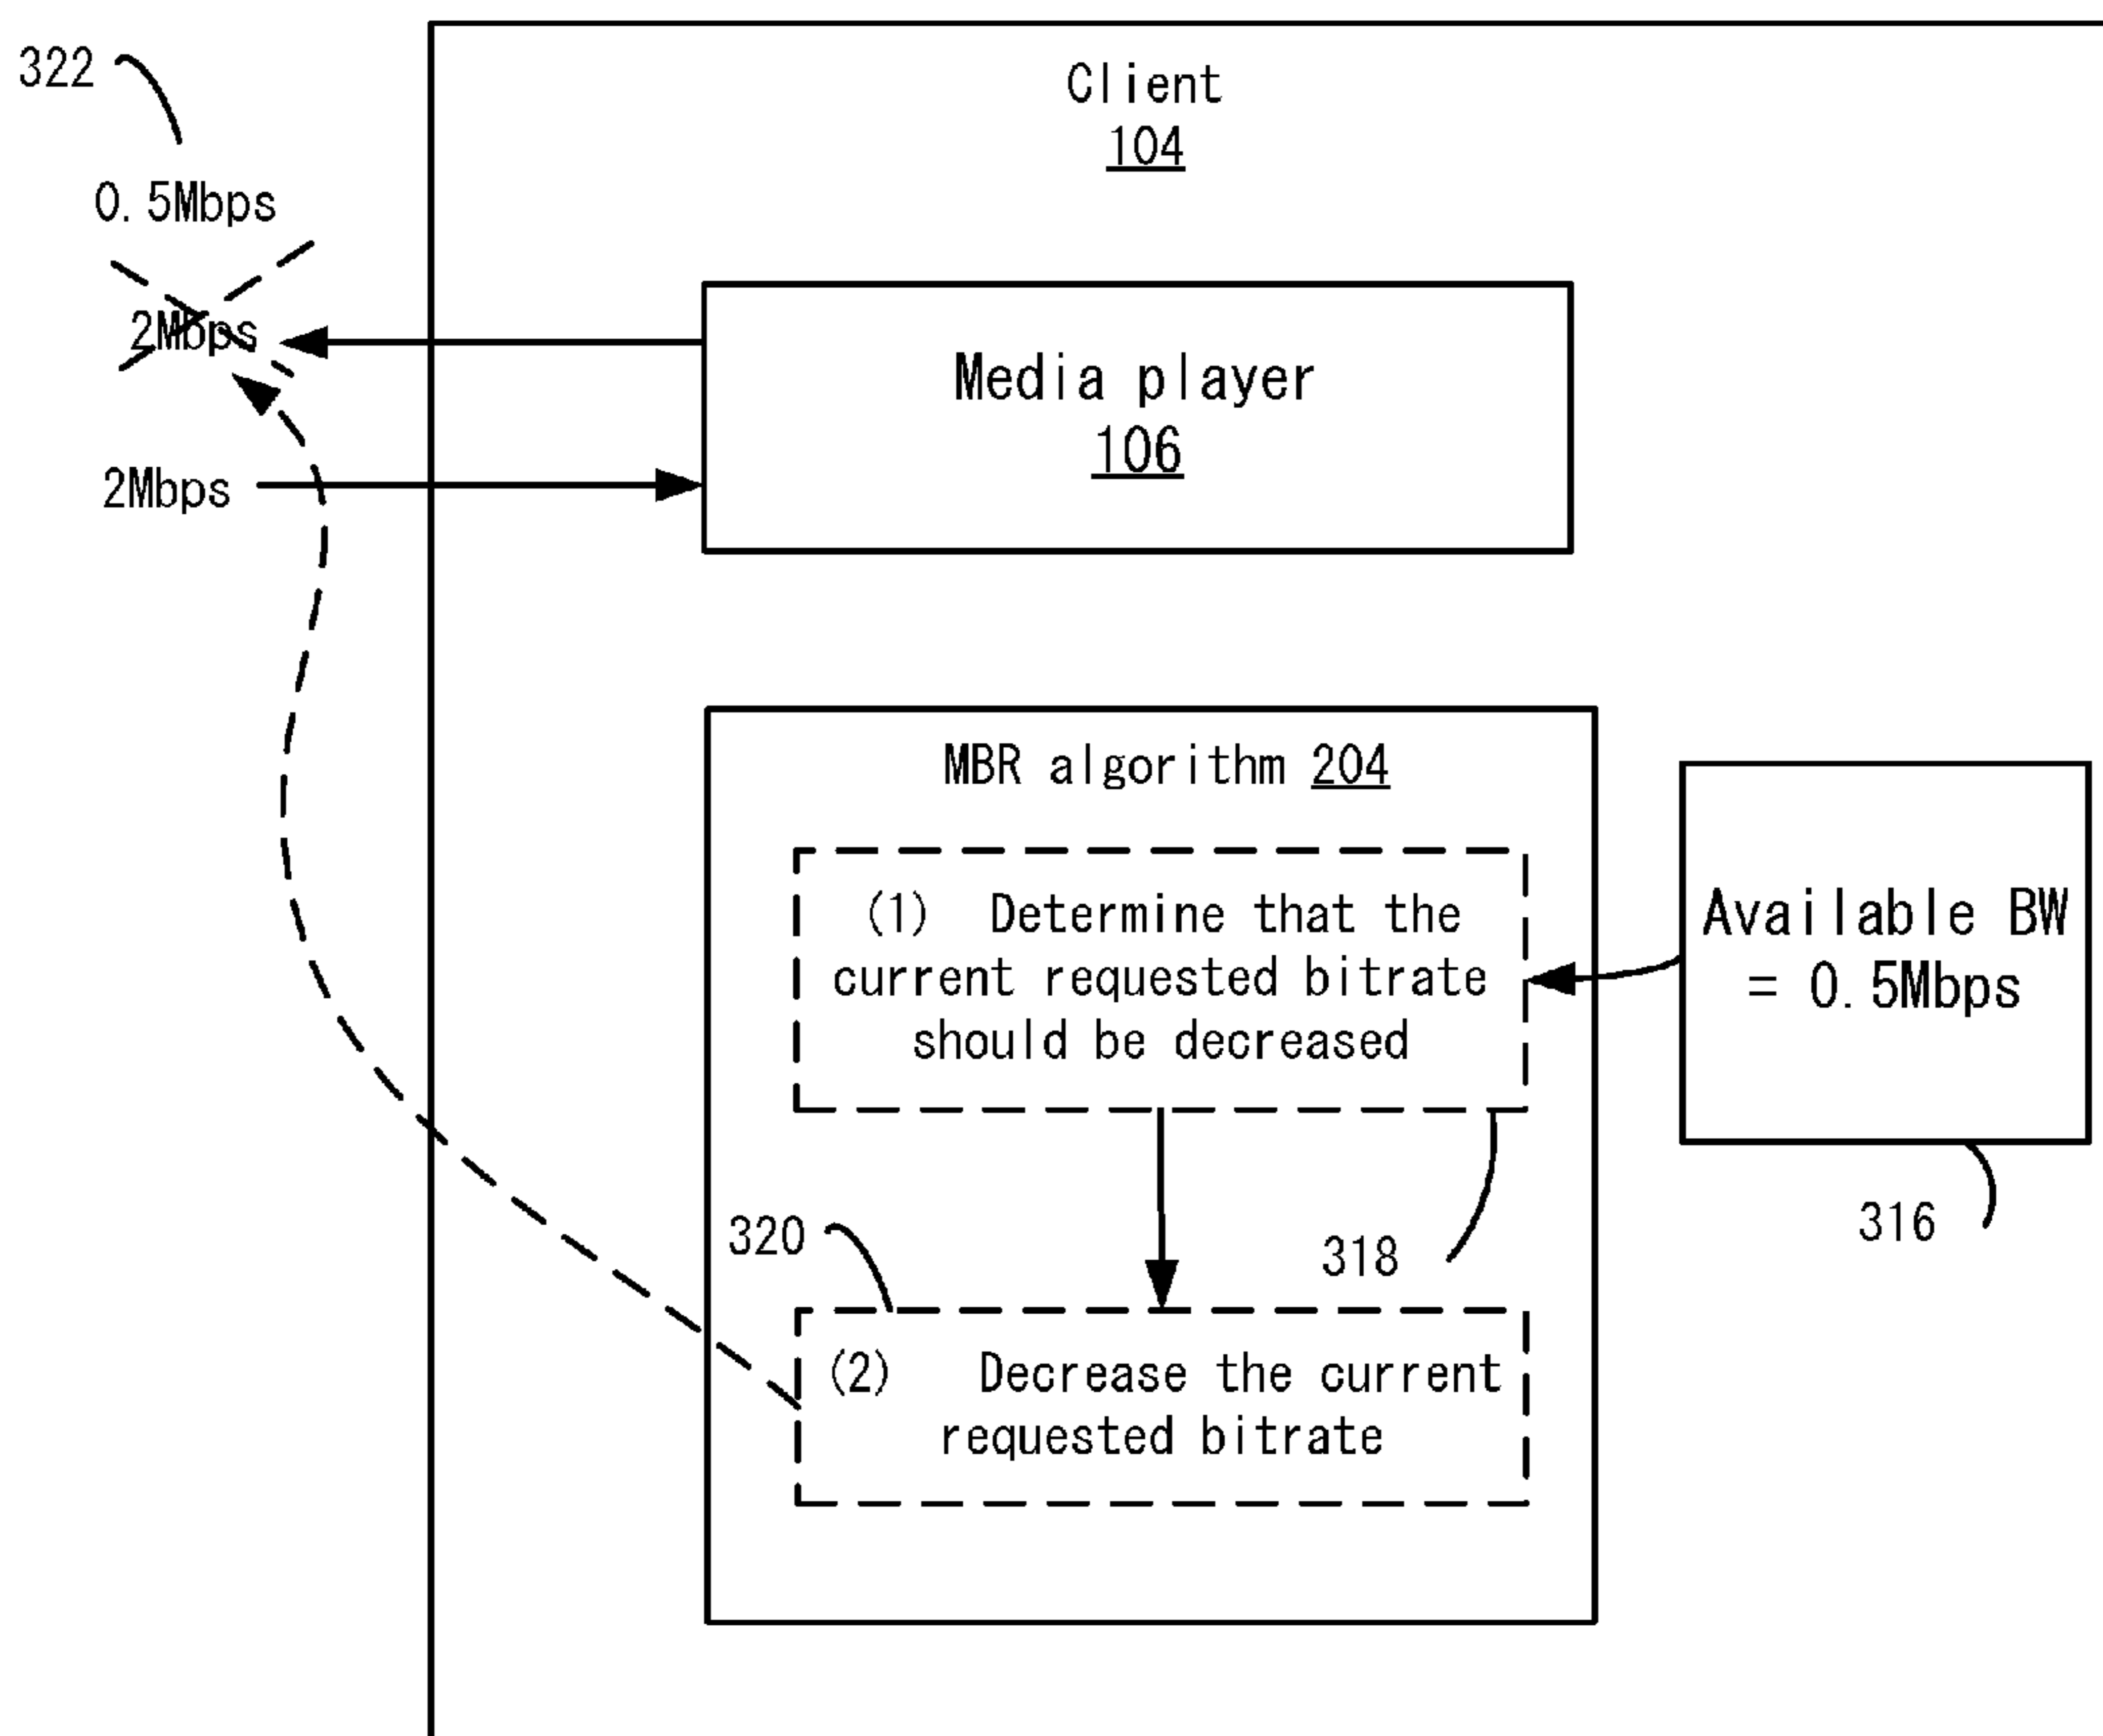 322
0.5Mbps
2Mbps
2Mbps
Client
104
Media player
106
MBR algorithm 204
(1) Determine that the
current requested bitrate
should be decreased
Available BW
= 0.5Mbps
316
318
320
(2) Decrease the current
requested bitrate